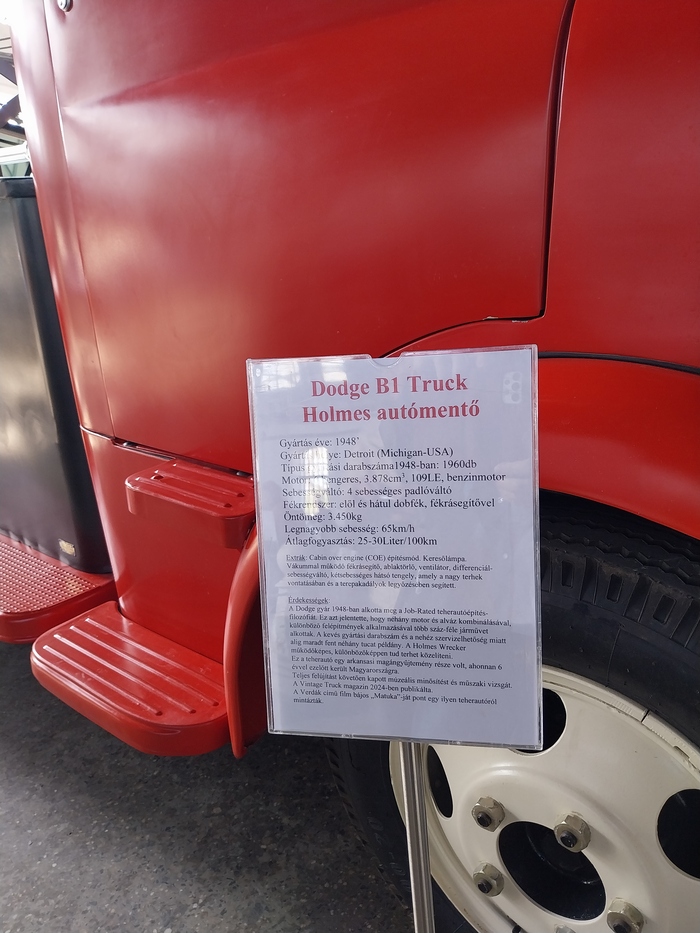 Dodge B1 Truck
Holmes autómentő
Gyártás éve: 1948'
Detroit (Michigan-USA)
darabszáma1948-ban: 1960db
3.878cm³, 109LE, benzinmotor
Sebességváltó: 4 sebességes padlóváltó
Fékrendszer: elöl és hátul dobfék, fékrásegítővel
Öntömeg: 3.450kg
Legnagyobb sebesség: 65km/h
Átlagfogyasztás: 25-30Liter/100km
Extrák: Cabin over engine (COE) építésmód. Keresőlámpa.
Vákummal működő fékrásegítő, ablaktörlő, ventilátor, differenciál-
sebességváltó, kétsebességes hátsó tengely, amely a nagy terhek
vontatásában és a terepakadályok legyőzésében segített.
Érdekességek:
A Dodge gyár 1948-ban alkotta meg a Job-Rated teherautóépítés-
filozófiát. Ez azt jelentette, hogy néhány motor és alváz kombinálásával,
különböző felépítmények alkalmazásával több száz-féle járművet
alkottak. A kevés gyártási darabszám és a nehéz szervizelhetőség miatt
alig maradt fent néhány tucat példány. A Holmes Wrecker
működőképes, különbözőképpen tud terhet közelíteni.
Ez a teherautó egy arkansasi magángyűjtemény része volt, ahonnan 6
évvel ezelőtt került Magyarországra.
Teljes felújítást követően kapott múzeális minősítést és műszaki vizsgát.
A Vintage Truck magazin 2024-ben publikálta.
A Verdák című film bájos „Matuka"-ját pont egy ilyen teherautóról
mintázták.